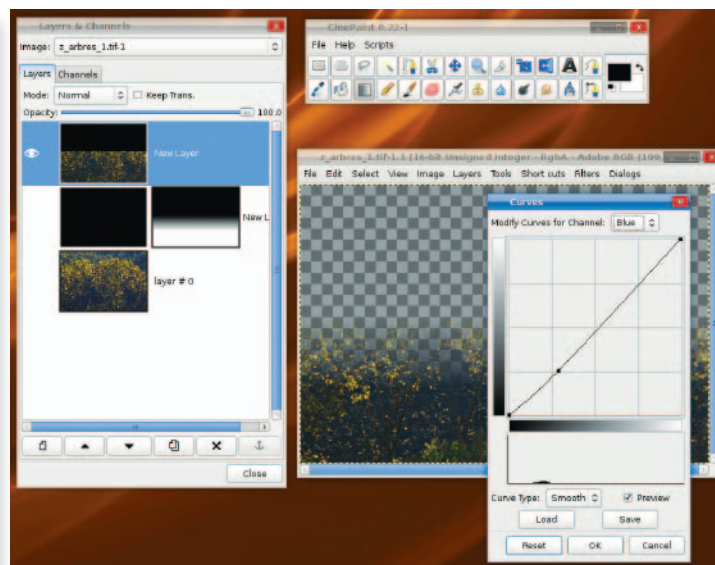 Layers & Channels
Image: z_arbres_1.tif-1
Layers Channels
Mode: Normal Keep Trans.
Opacity: 100.0
New Layer
New L
layer # 0
Close
CinePaint 0.22-1
File Help Scripts
z_arbres_1.tif-1.1 (16-bit Unsigned Integer - RgbA - Adobe RGB (199
File Edit Select View Image Layers Tools Short cuts Filters Dialogs
Curves
Modify Curves for Channel: Blue
Curve Type: Smooth Preview
Load Save
Reset OK Cancel